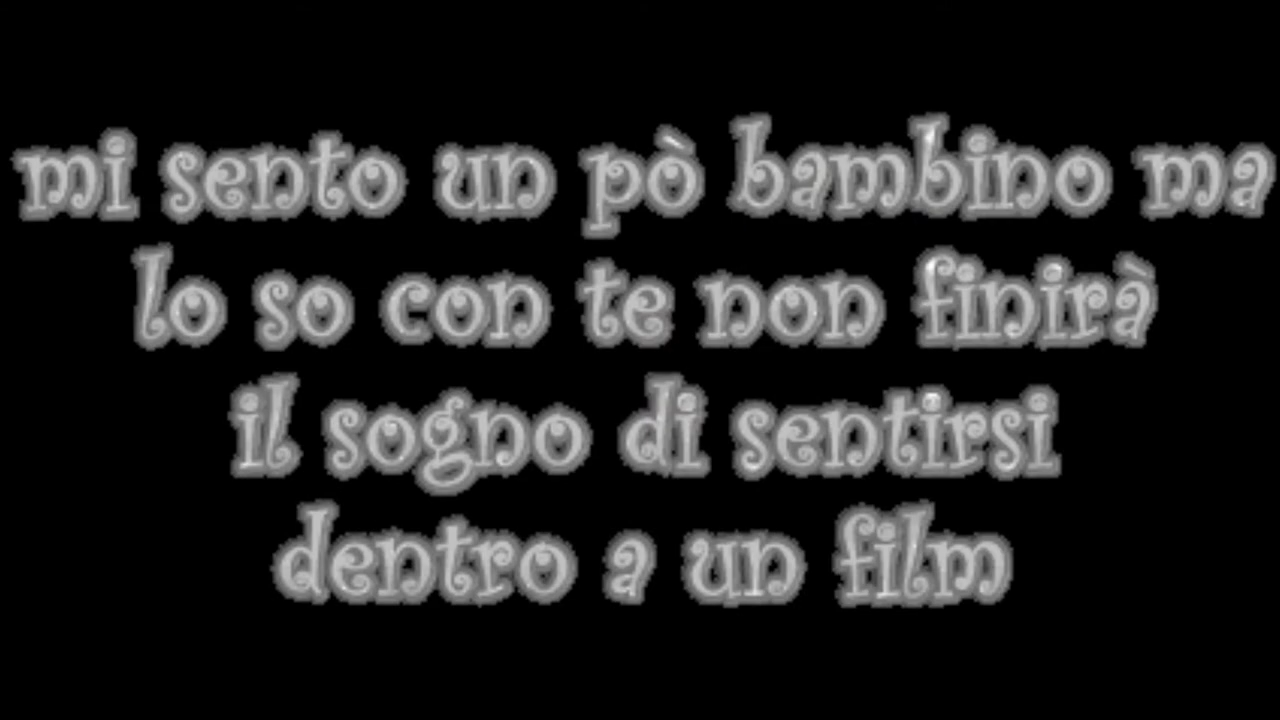 mi sento un pò bambino ma
lo so con te non finirà
il sogno di sentirsi
dentro a un film